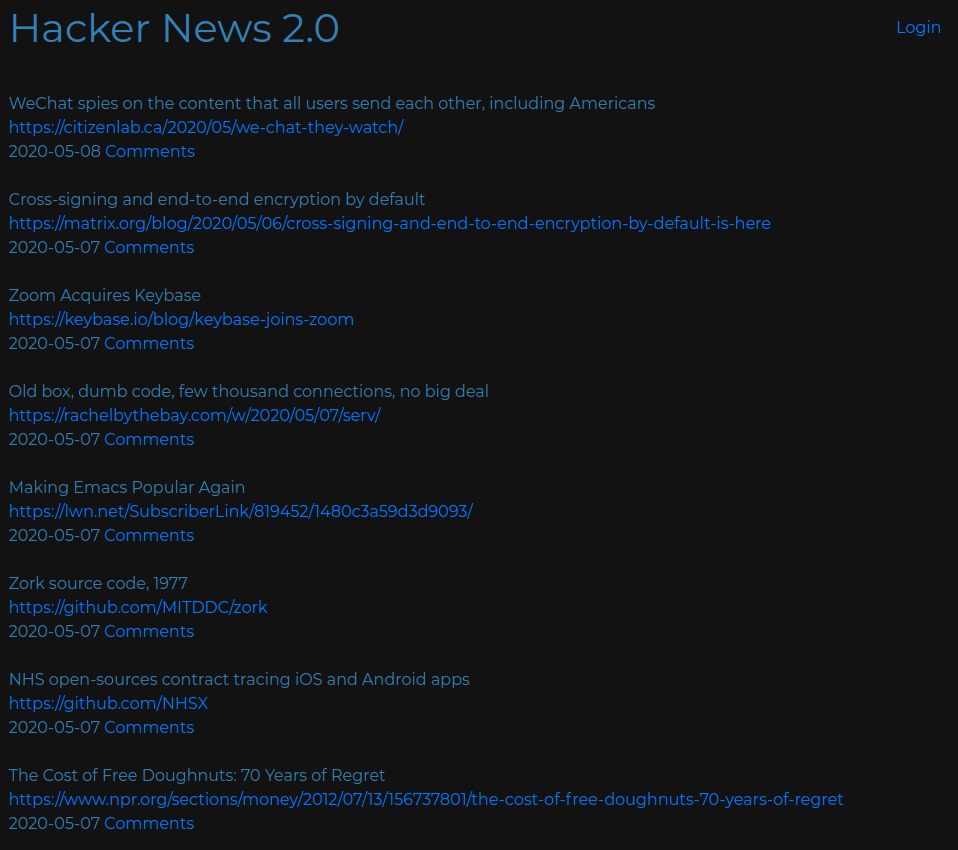 Hacker News 2.0
Login
WeChat spies on the content that all users send each other, including Americans
https://citizenlab.ca/2020/05/we-chat-they-watch/
2020-05-08 Comments
Cross-signing and end-to-end encryption by default
https://matrix.org/blog/2020/05/06/cross-signing-and-end-to-end-encryption-by-default-is-here
2020-05-07 Comments
Zoom Acquires Keybase
https://keybase.io/blog/keybase-joins-zoom
2020-05-07 Comments
Old box, dumb code, few thousand connections, no big deal
https://rachelbythebay.com/w/2020/05/07/serv/
2020-05-07 Comments
Making Emacs Popular Again
https://lwn.net/SubscriberLink/819452/1480c3a59d3d9093/
2020-05-07 Comments
Zork source code, 1977
https://github.com/MITDDC/zork
2020-05-07 Comments
NHS open-sources contract tracing iOS and Android apps
https://github.com/NHSX
2020-05-07 Comments
The Cost of Free Doughnuts: 70 Years of Regret
https://www.npr.org/sections/money/2012/07/13/156737801/the-cost-of-free-doughnuts-70-years-of-regret
2020-05-07 Comments